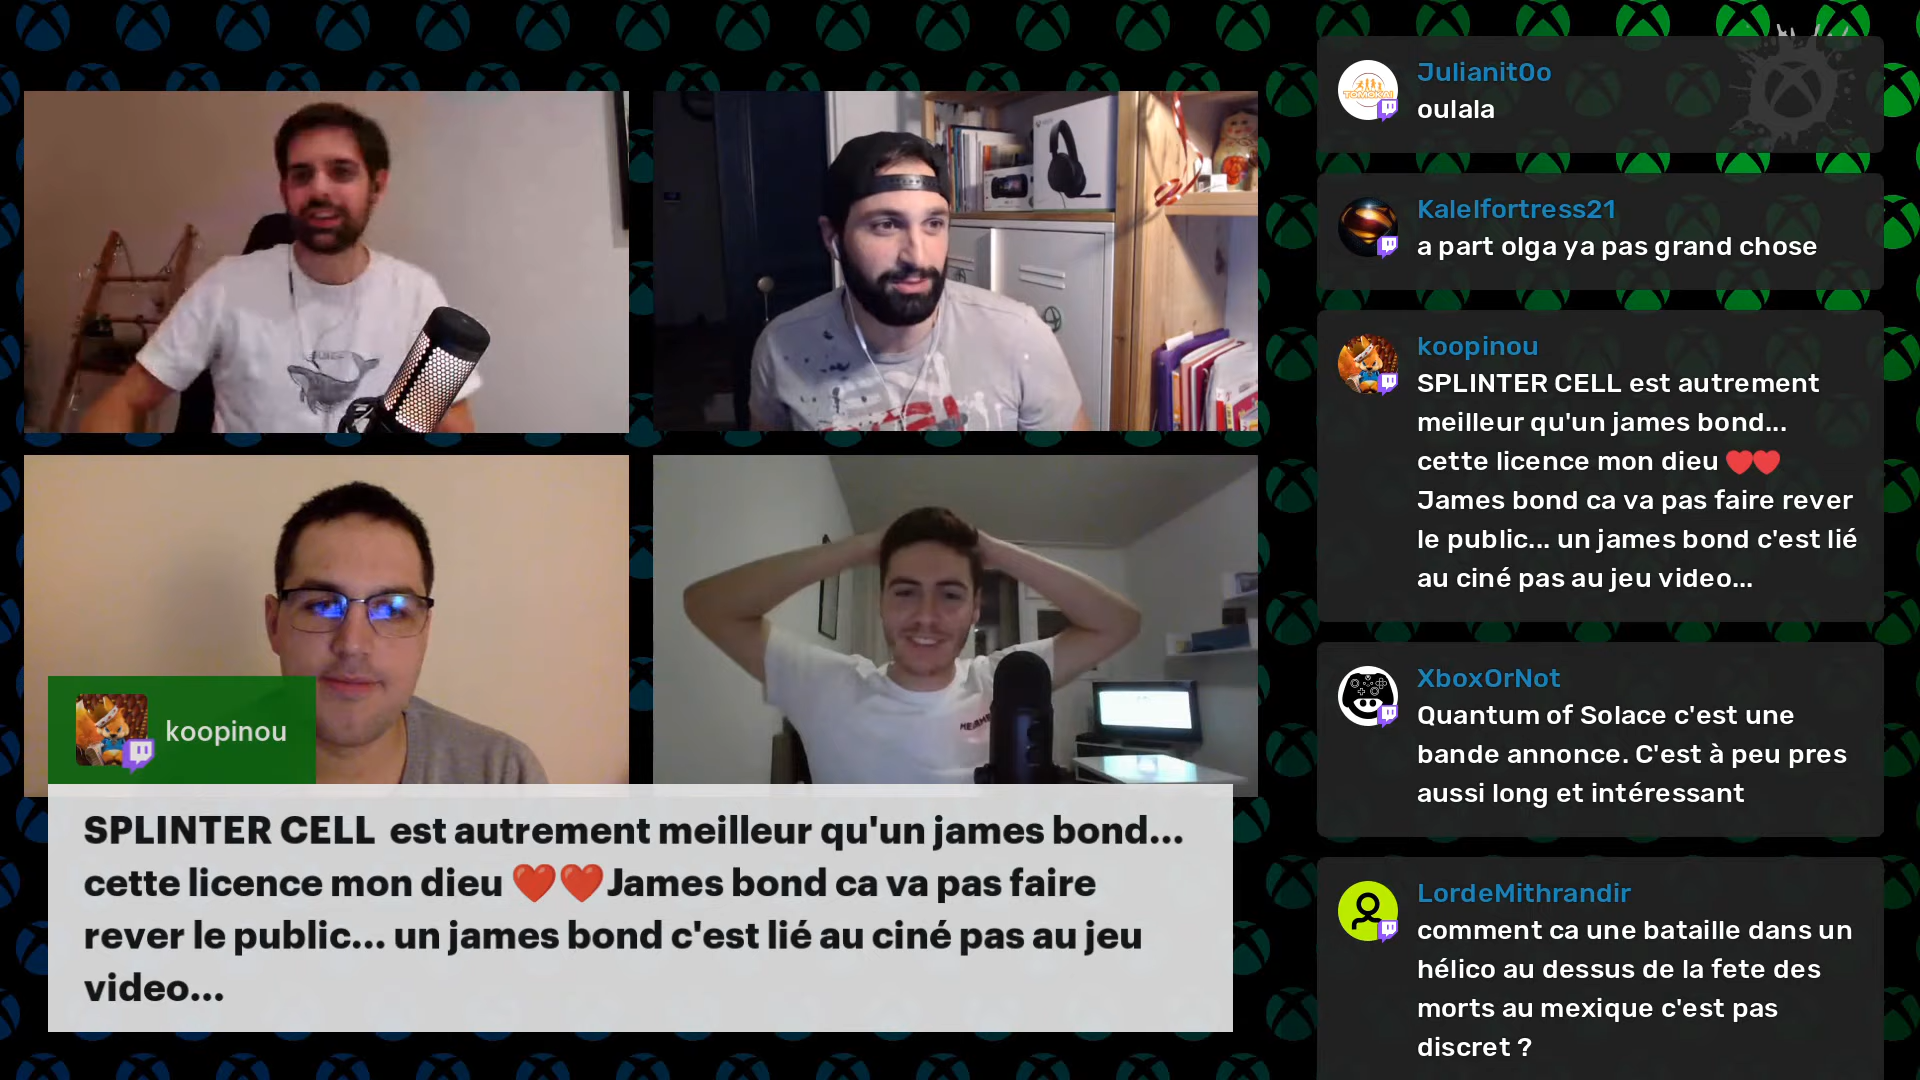 JulianitOo
oulala
Kalelfortress21
a part olga ya pas grand chose
koopinou
SPLINTER CELL est autrement
meilleur qu'un james bond...
cette licence mon dieu ❤️❤️
James bond ca va pas faire rever
le public... un james bond c'est lié
au ciné pas au jeu video...
XboxOrNot
Quantum of Solace c'est une
bande annonce. C'est à peu pres
aussi long et intéressant
LordeMithrandir
comment ca une bataille dans un
hélico au dessus de la fete des
morts au mexique c'est pas
discret ?
koopinou
SPLINTER CELL est autrement meilleur qu'un james bond...
cette licence mon dieu ❤️❤️James bond ca va pas faire
rever le public... un james bond c'est lié au ciné pas au jeu
video...
TOMOKAI